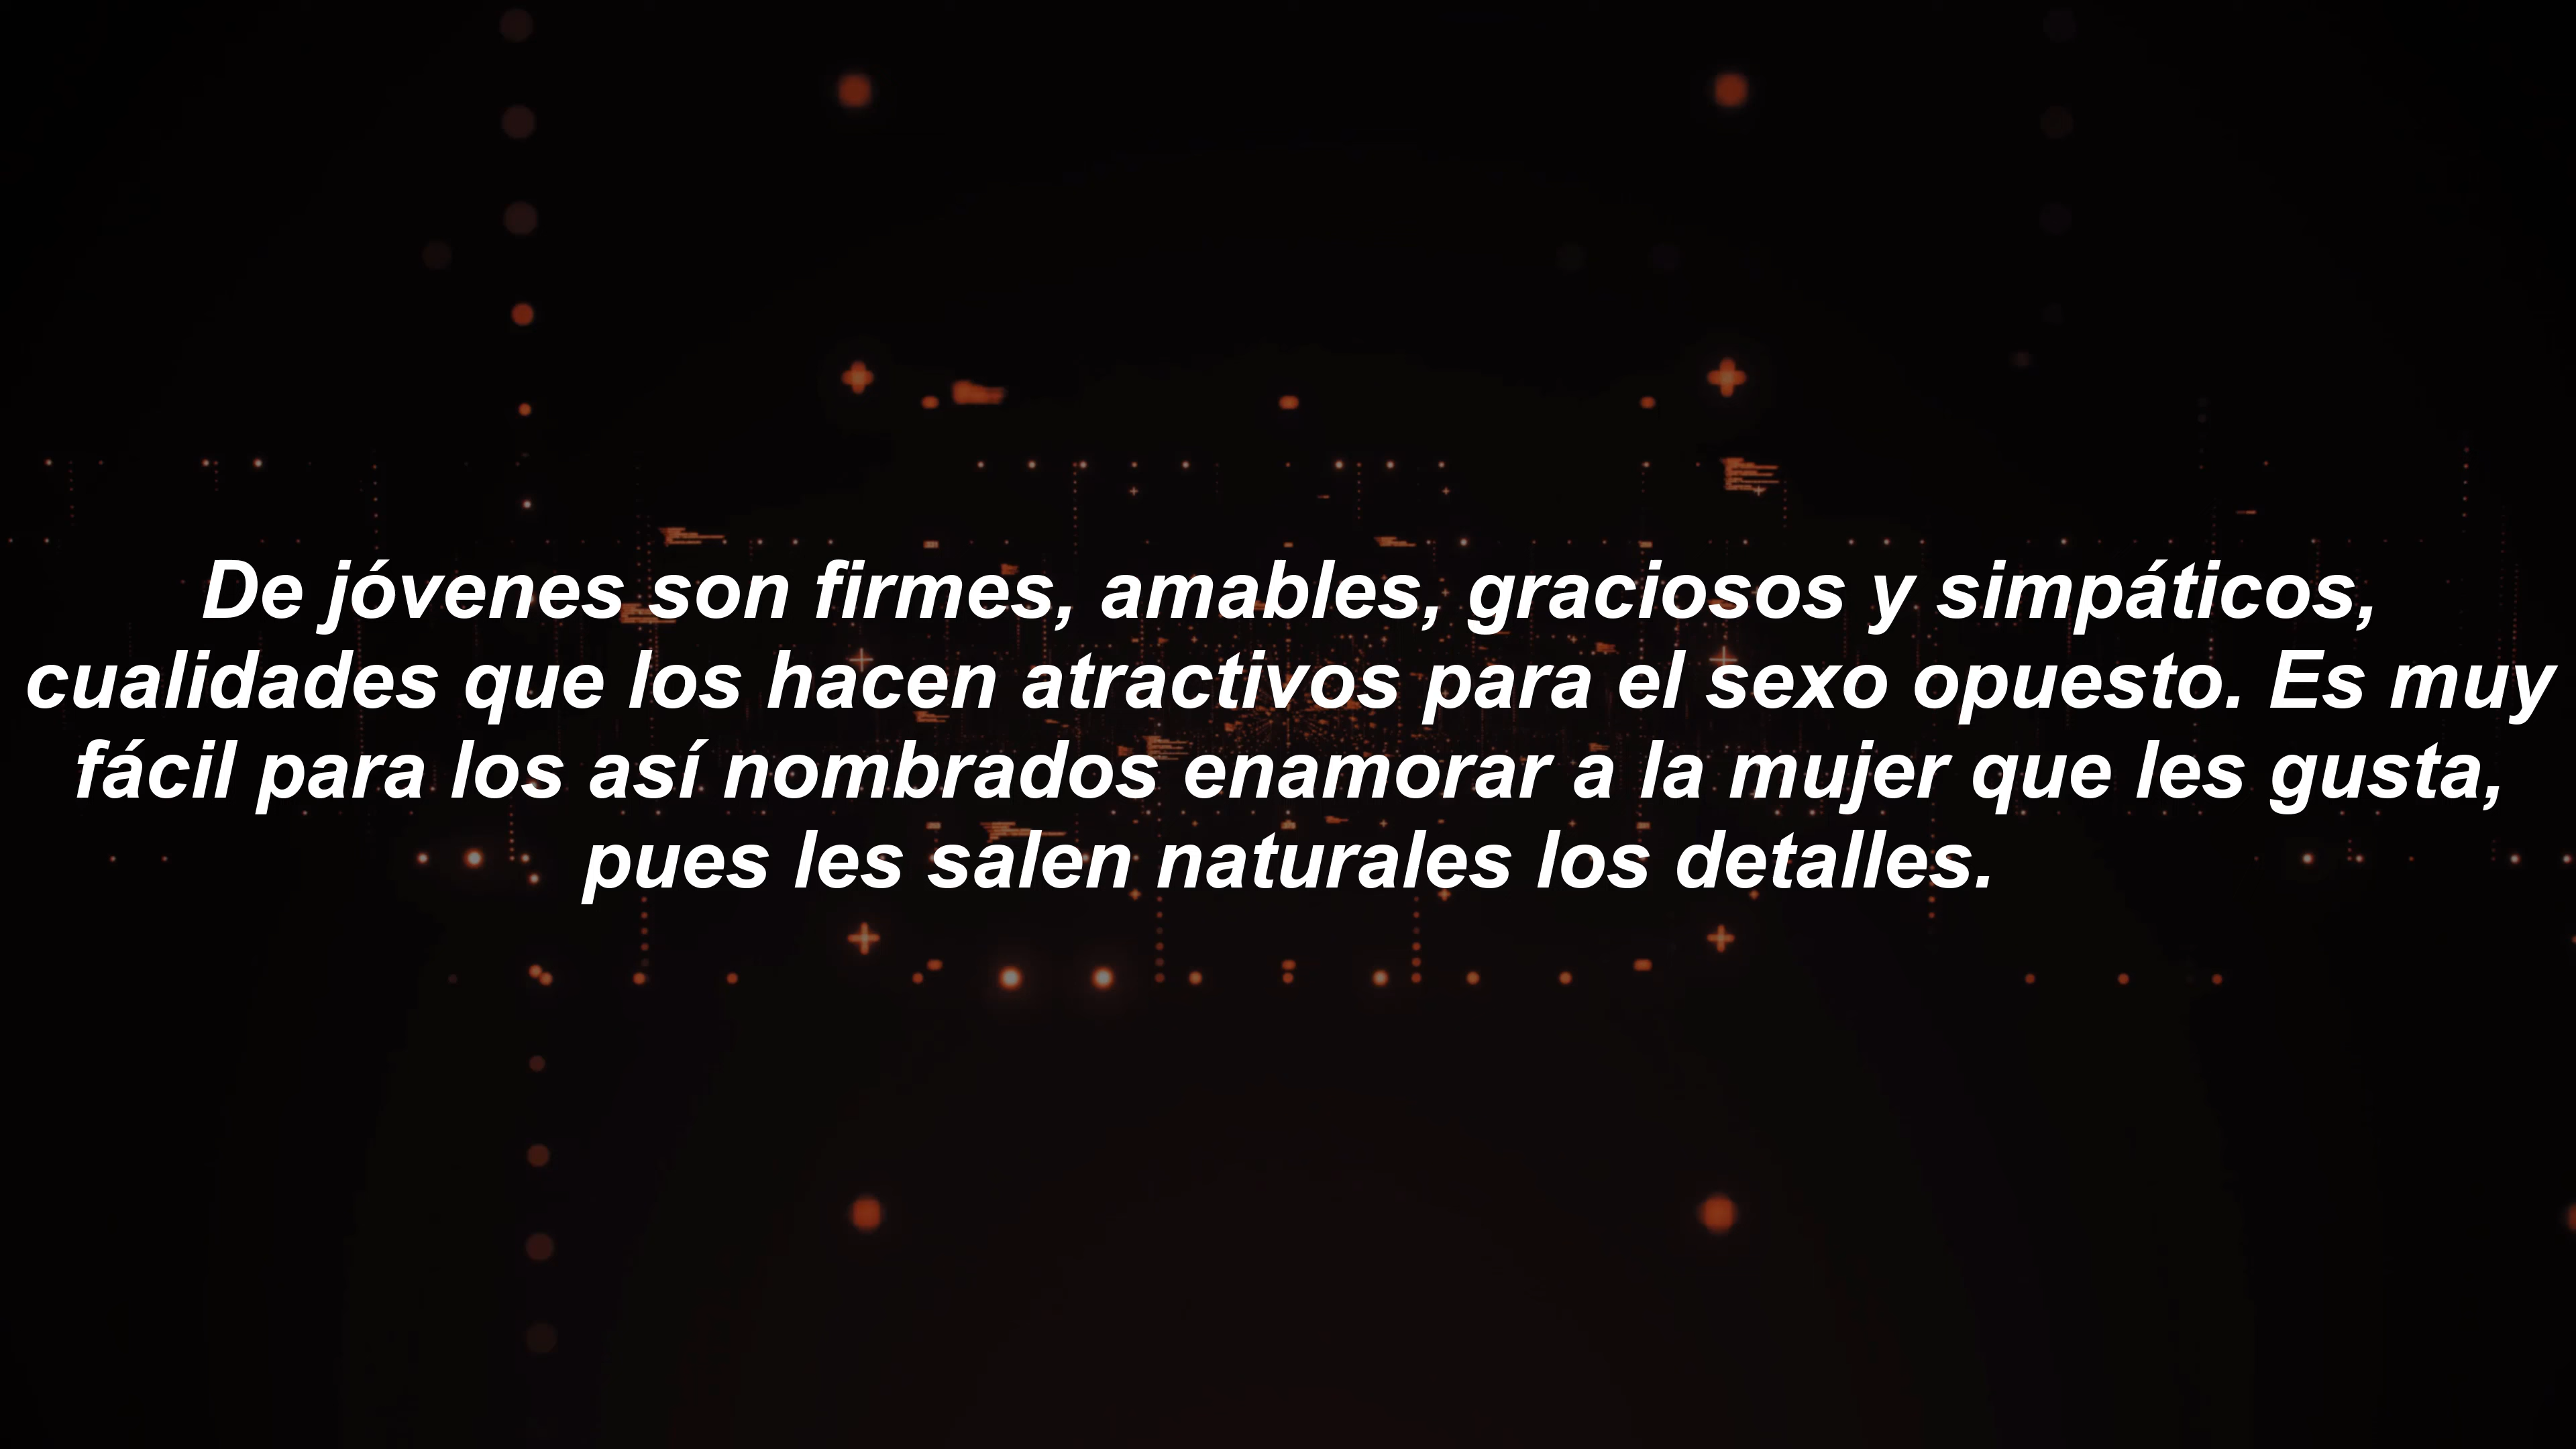 De jóvenes son firmes, amables, graciosos y simpáticos,
cualidades que los hacen atractivos para el sexo opuesto. Es muy
fácil para los así nombrados enamorar a la mujer que les gusta,
pues les salen naturales los detalles.